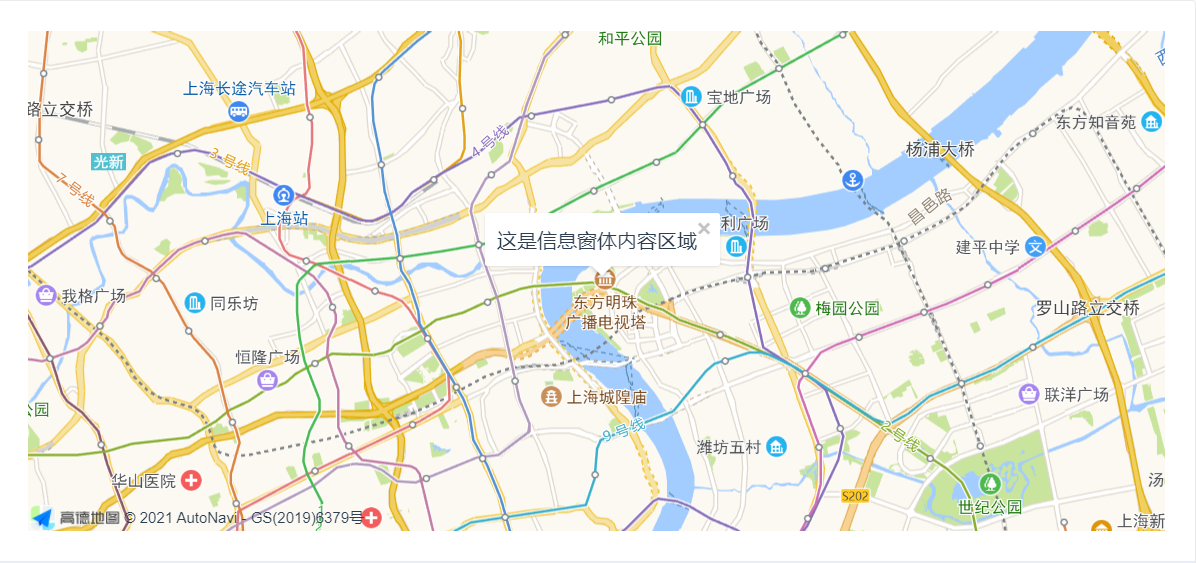 和平公园
上海长途汽车站
宝地广场
路立交桥
东方知音苑
4号线
杨浦大桥
光新
3号线
7号线
昌邑路
上海站
利广场
这是信息窗体内容区域
×
建平中学
文
我格广场
同乐坊
东方明珠
广播电视塔
梅园公园
罗山路立交桥
恒隆广场
上海城隍庙
联洋广场
公园
9号线
2号线
潍坊五村
华山医院
汤
S202
世纪公园
高德地图 © 2021 AutoNavi - GS(2019)6379号
上海新